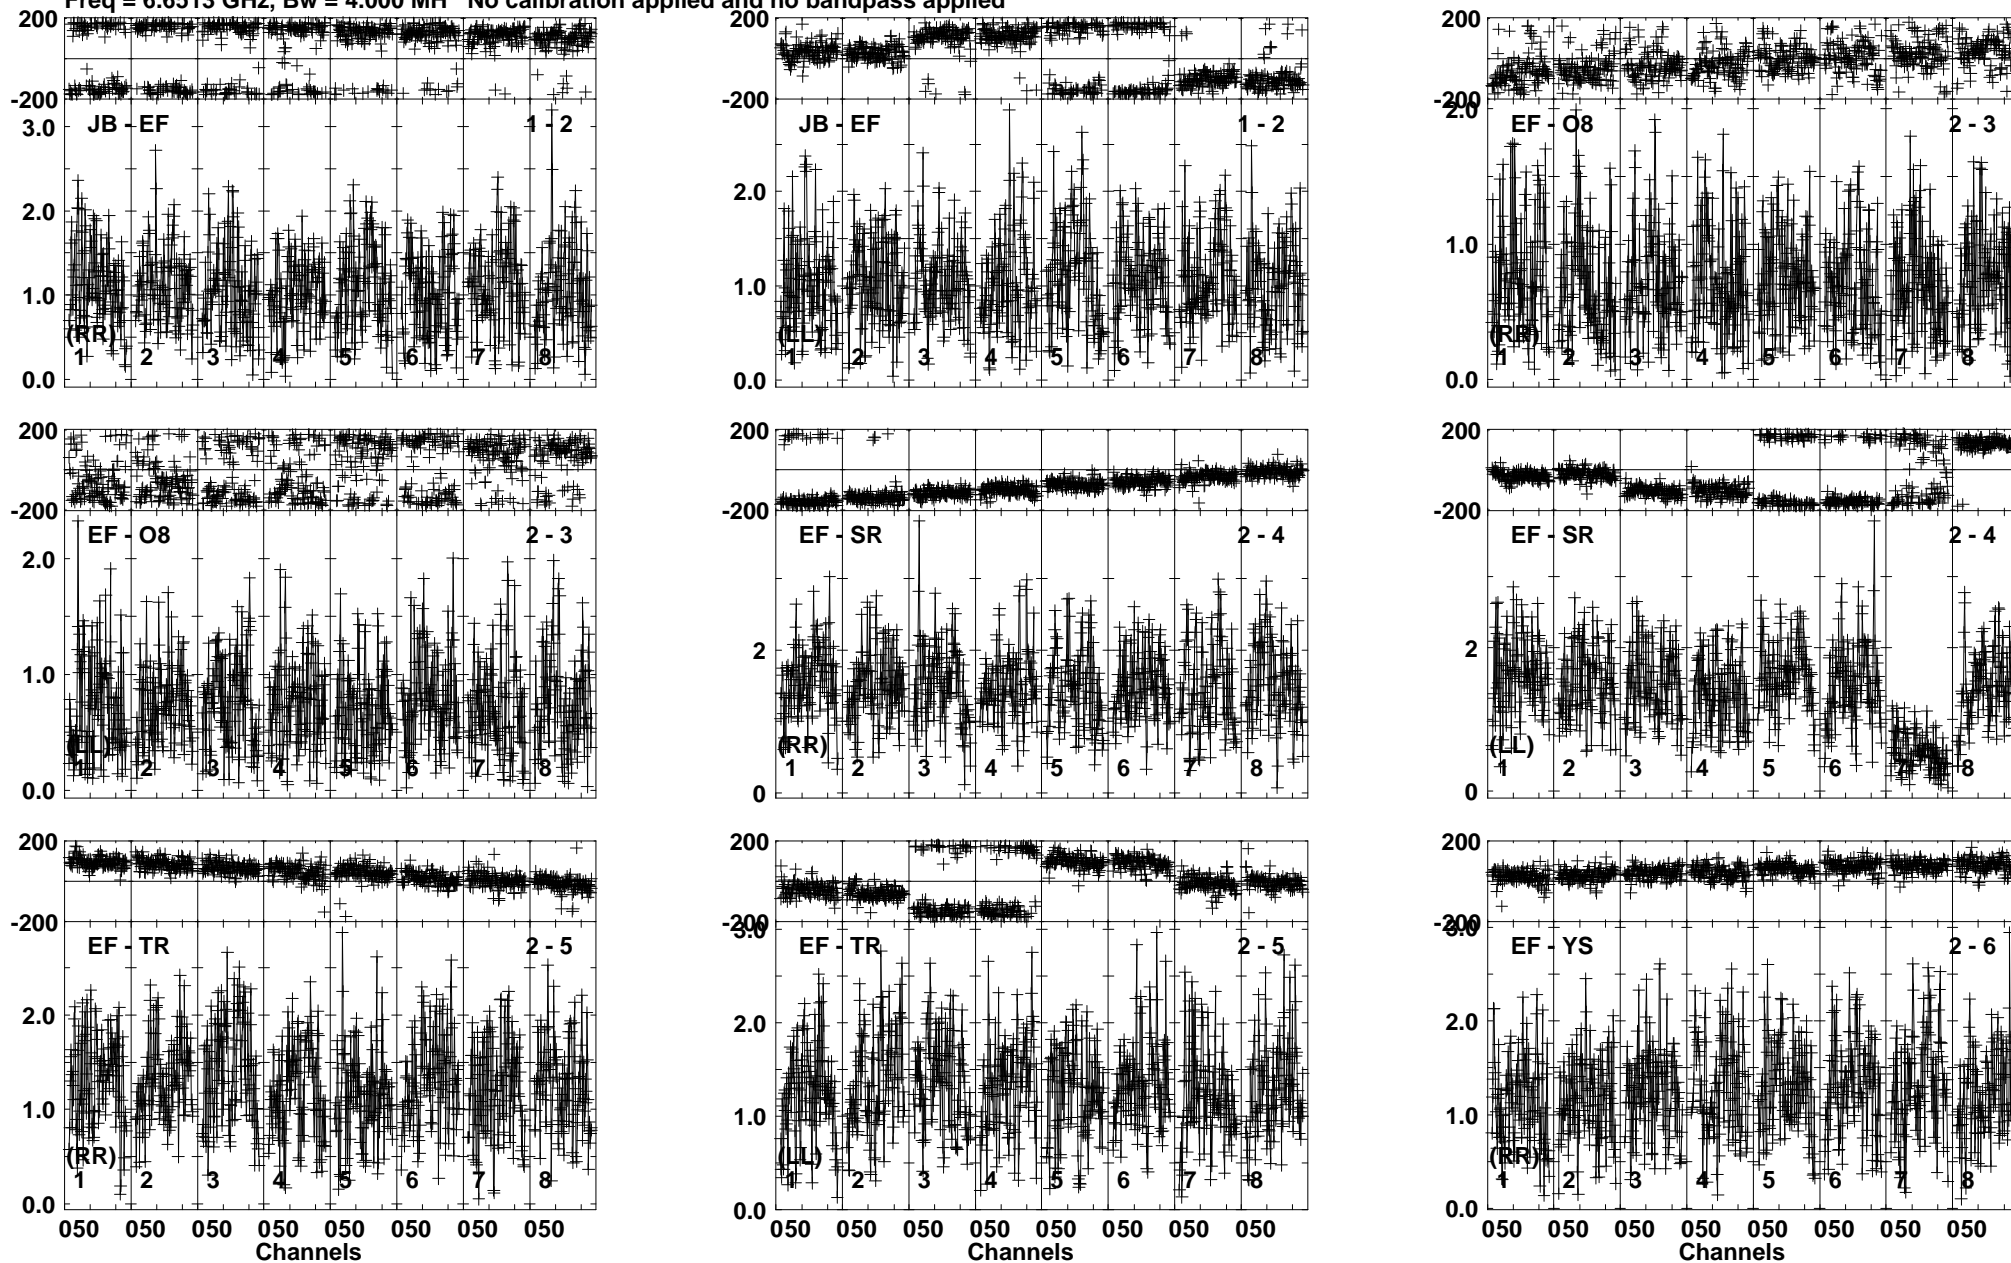 Freq = 6.6513 GHz, Bw = 4.000 MH No calibration applied and no bandpass applied
200 200 200
-200 -200 -200
3.0 JB - EF 1 - 2 JB - EF 1 - 2 2.0 EF - O8 2 - 3
2.0 2.0
1.0 1.0 1.0
(RR) (LL) (RR)
1 2 3 4 5 6 7 8 1 2 3 4 5 6 7 8 1 2 3 4 5 6 7 8
0.0 0.0 0.0
200 200 200
-200 -200 -200
EF - O8 2 - 3 EF - SR 2 - 4 EF - SR 2 - 4
2.0 2 2
1.0
(LL) (RR) (LL)
1 2 3 4 5 6 7 8 1 2 3 4 5 6 7 8 1 2 3 4 5 6 7 8
0.0 0 0
200 200 200
-200 -200 -200
3.0 3.0
EF - TR 2 - 5 EF - TR 2 - 5 EF - YS 2 - 6
2.0 2.0 2.0
1.0 1.0 1.0
(RR) (LL) (RR)
1 2 3 4 5 6 7 8 1 2 3 4 5 6 7 8 1 2 3 4 5 6 7 8
0.0 0.0 0.0
050 050 050 050 050 050 050 050 050 050 050 050 050 050 050 050 050 050 050 050 050 050 050 050
Channels Channels Channels